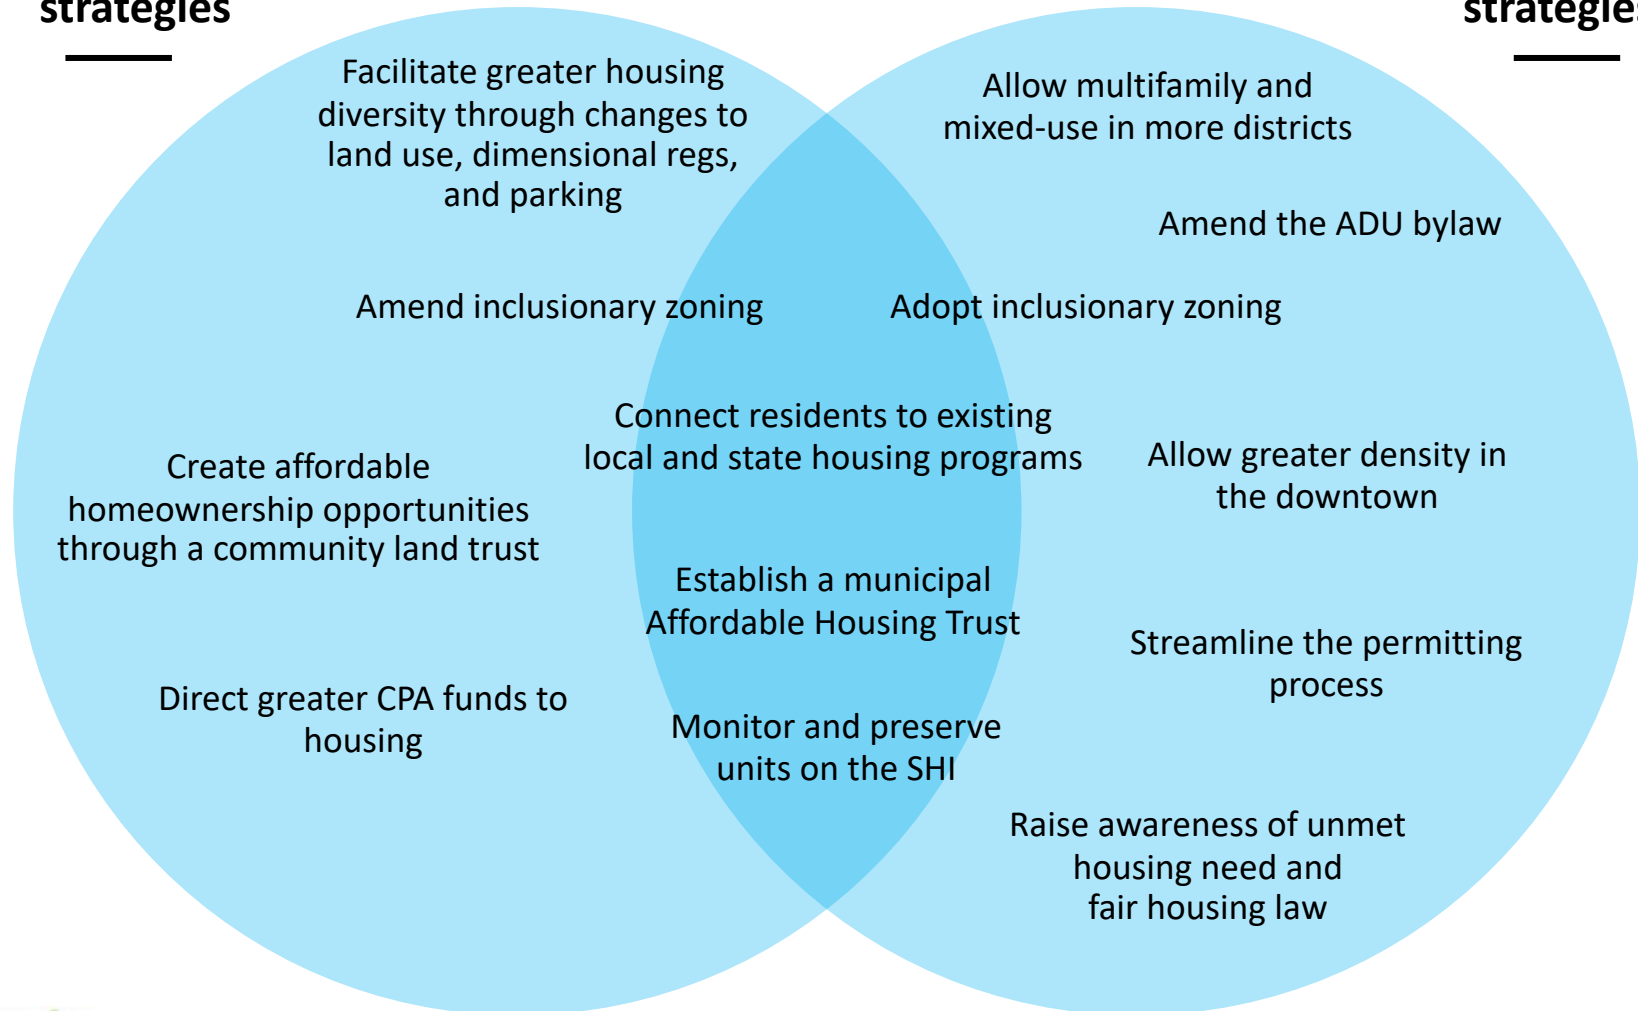 strategies
strategies
Facilitate greater housing
diversity through changes to
land use, dimensional regs,
and parking
Allow multifamily and
mixed-use in more districts
Amend the ADU bylaw
Amend inclusionary zoning
Adopt inclusionary zoning
Connect residents to existing
local and state housing programs
Create affordable
homeownership opportunities
through a community land trust
Allow greater density in
the downtown
Establish a municipal
Affordable Housing Trust
Streamline the permitting
process
Direct greater CPA funds to
housing
Monitor and preserve
units on the SHI
Raise awareness of unmet
housing need and
fair housing law